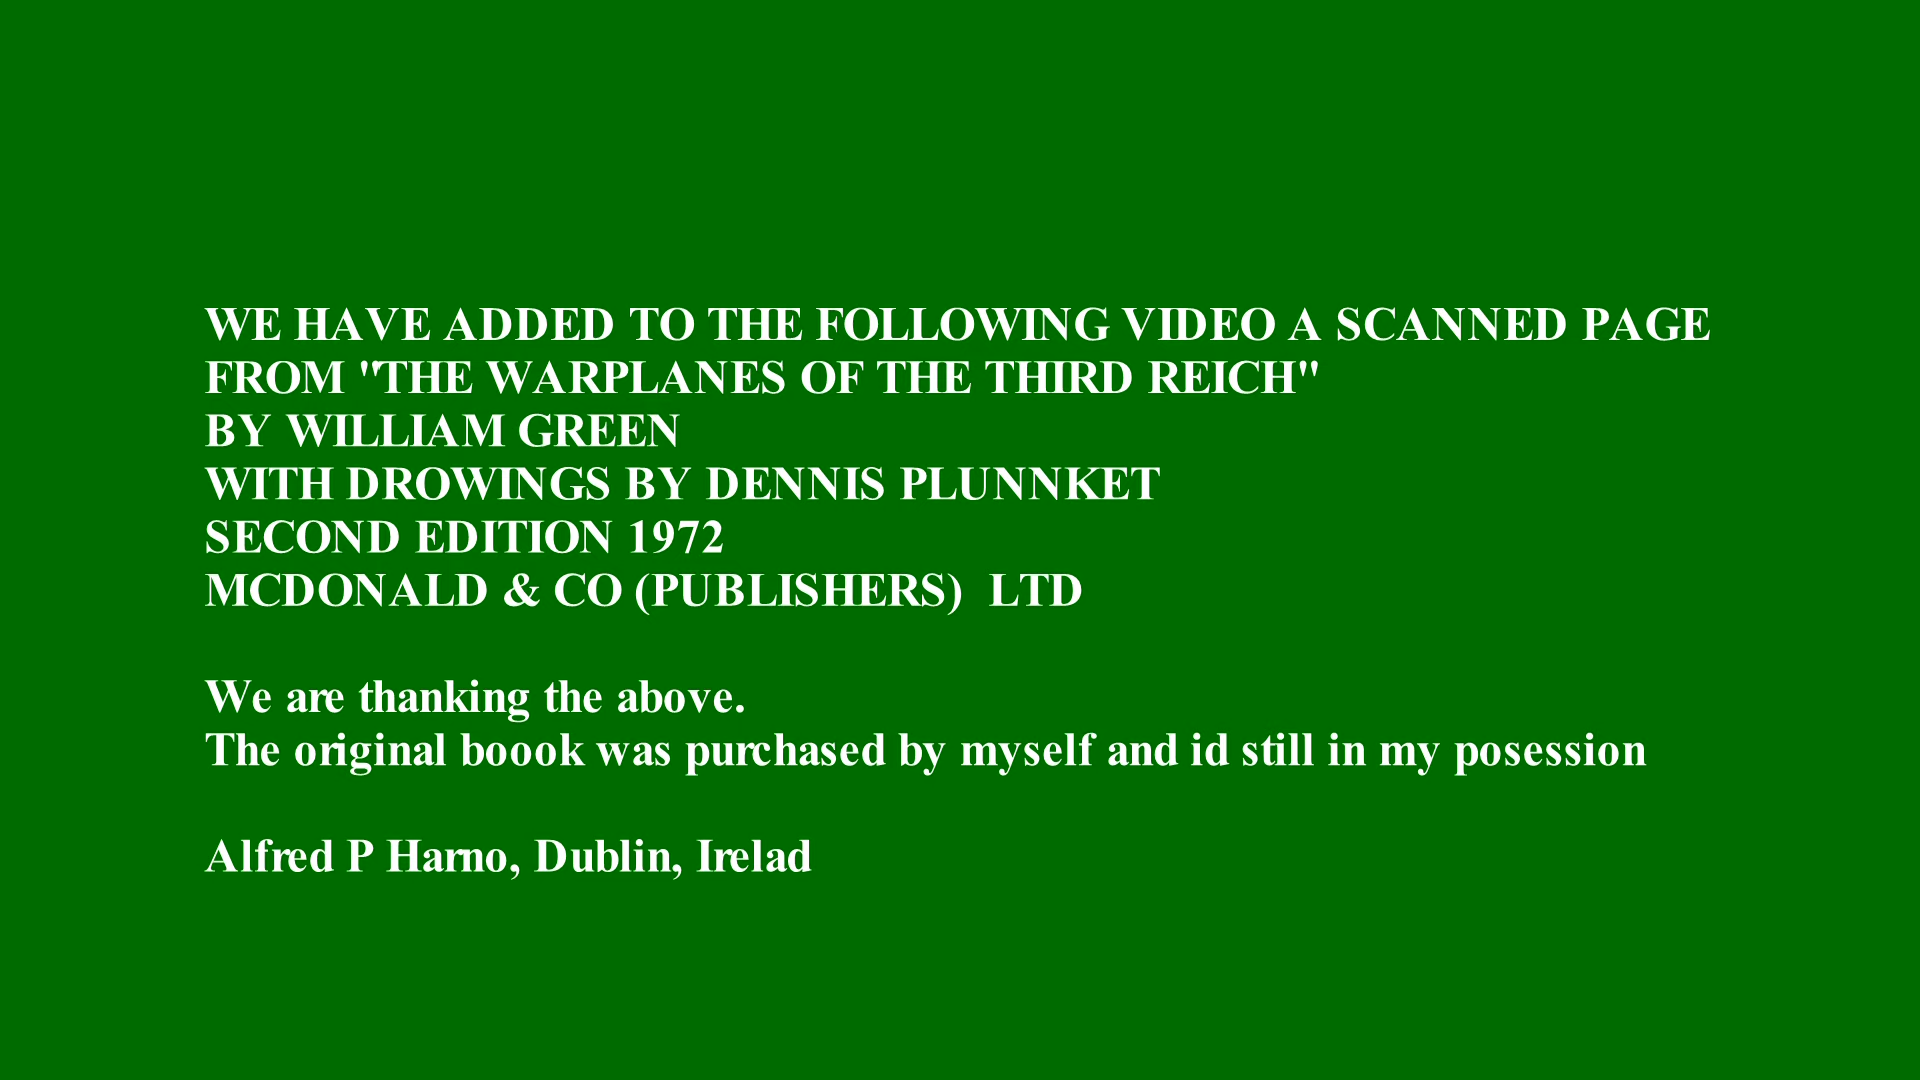 WE HAVE ADDED TO THE FOLLOWING VIDEO A SCANNED PAGE
FROM "THE WARPLANES OF THE THIRD REICH"
BY WILLIAM GREEN
WITH DROWINGS BY DENNIS PLUNNKET
SECOND EDITION 1972
MCDONALD & CO (PUBLISHERS)  LTD
We are thanking the above.
The original boook was purchased by myself and id still in my posession
Alfred P Harno, Dublin, Irelad